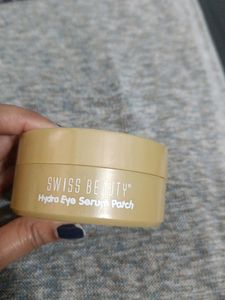 SWISS BEAUTY®
Hydra Eye Serum Patch